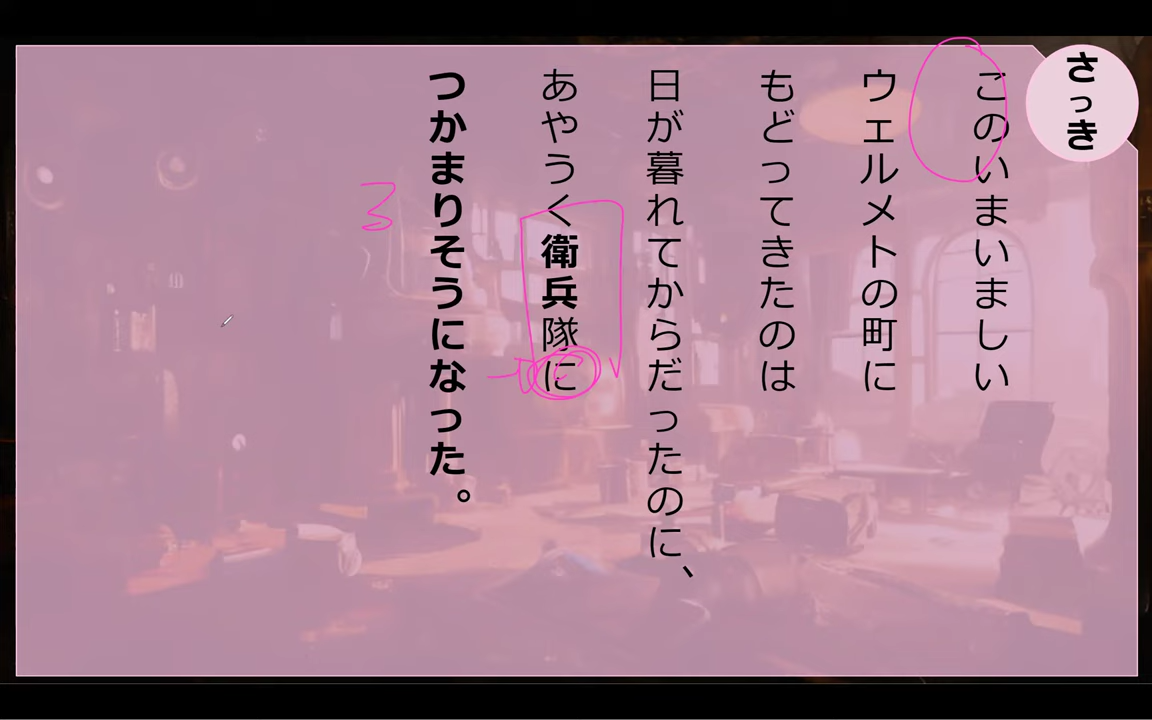 さっき
このいまいましい
ウェルメトの町に
もどってきたのは
日が暮れてからだったのに、
あやうく衛兵隊に
つかまりそうになった。